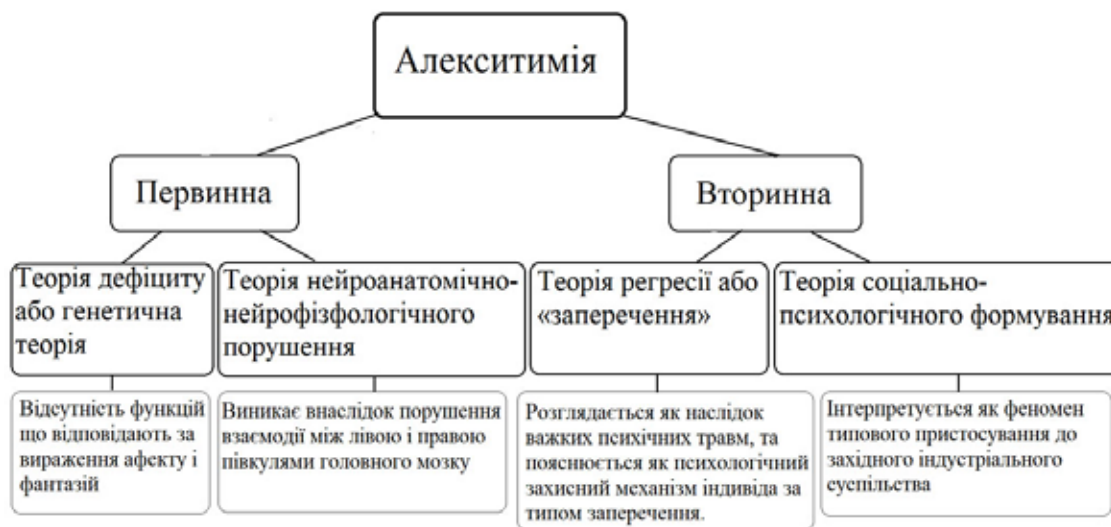 Алекситимія
Первинна
Вторинна
Теорія дефіциту
або генетична
теорія
Теорія нейроанатомічно-
нейрофізфологічного
порушення
Теорія регресії або
«заперечення»
Теорія соціально-
психологічного формування
Відсутність функцій
що відповідають за
вираження афекту і
фантазій
Виникає внаслідок порушення
взаємодії між лівою і правою
півкулями головного мозку
Розглядається як наслідок
важких психічних травм, та
пояснюється як психологічний
захисний механізм індивіда за
типом заперечення.
Інтерпретується як феномен
типового пристосування до
західного індустріального
суспільства